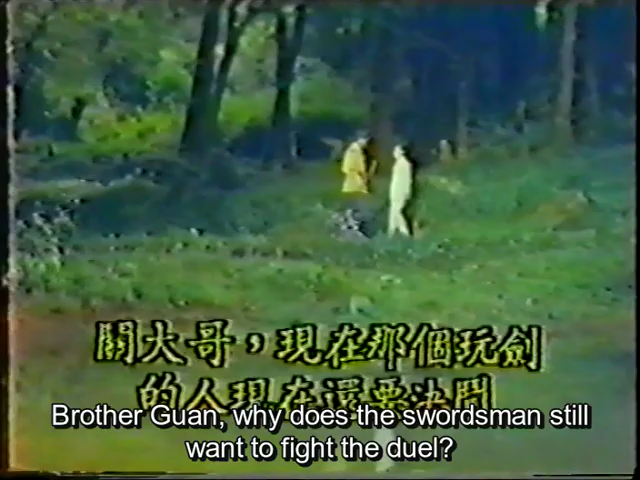 關大哥，現在那個玩劍
的人現在還要決鬥
Brother Guan, why does the swordsman still
want to fight the duel?